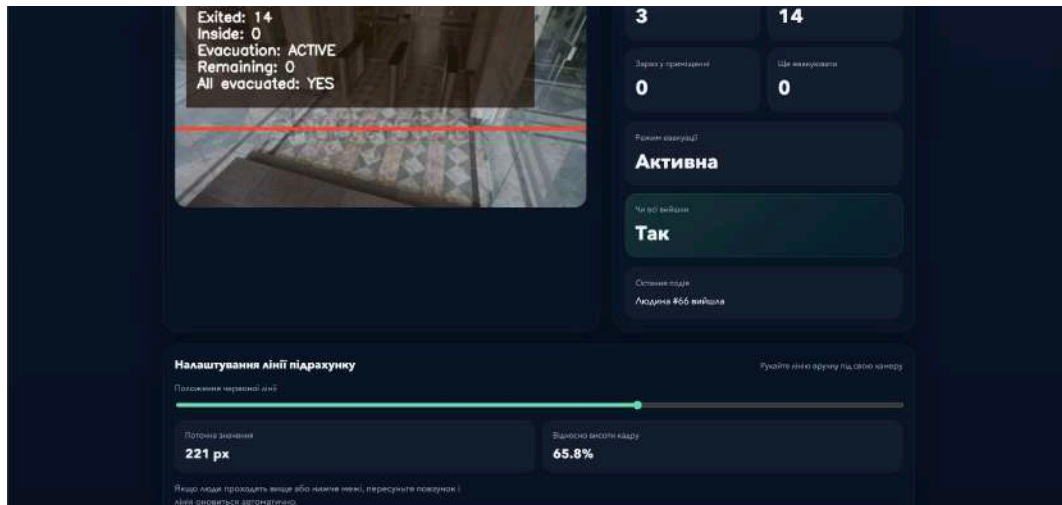 Exited: 14
Inside: 0
Evacuation: ACTIVE
Remaining: 0
All evacuated: YES
3
14
Зараз у приміщенні
Ще евакуювати
0
0
Режим евакуації
Активна
Чи всі вийшли
Так
Остання подія
Людина #66 вийшла
Налаштування лінії підрахунку
Рухайте лінію вручну під свою камеру
Положення червоної лінії
Поточне значення
Відносно висоти кадру
221 px
65.8%
Якщо люди проходять вище або нижче межі, пересуньте повзунок і
лінія оновиться автоматично.